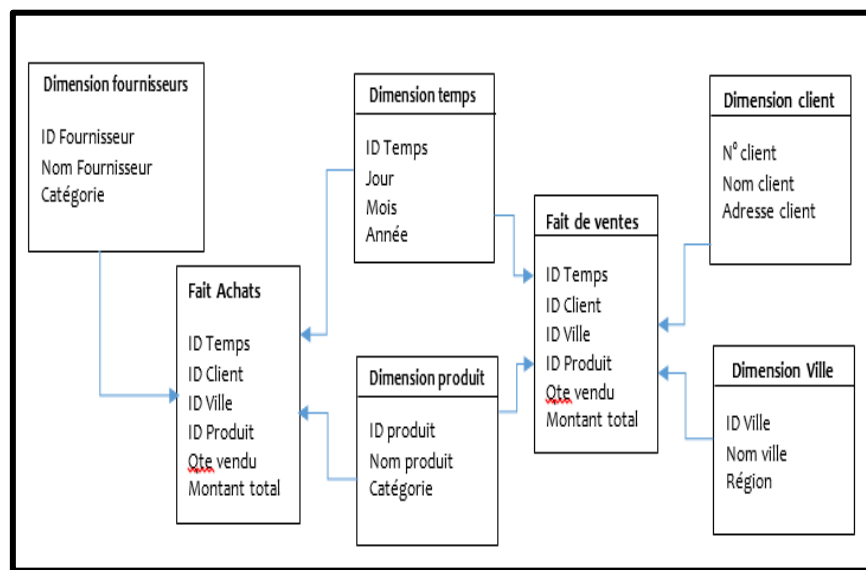 Dimension fournisseurs
ID Fournisseur
Nom Fournisseur
Catégorie
Dimension temps
ID Temps
Jour
Mois
Année
Dimension client
N° client
Nom client
Adresse client
Fait Achats
ID Temps
ID Client
ID Ville
ID Produit
Qte vendu
Montant total
Fait de ventes
ID Temps
ID Client
ID Ville
ID Produit
Qte vendu
Montant total
Dimension produit
ID produit
Nom produit
Catégorie
Dimension Ville
ID Ville
Nom ville
Région